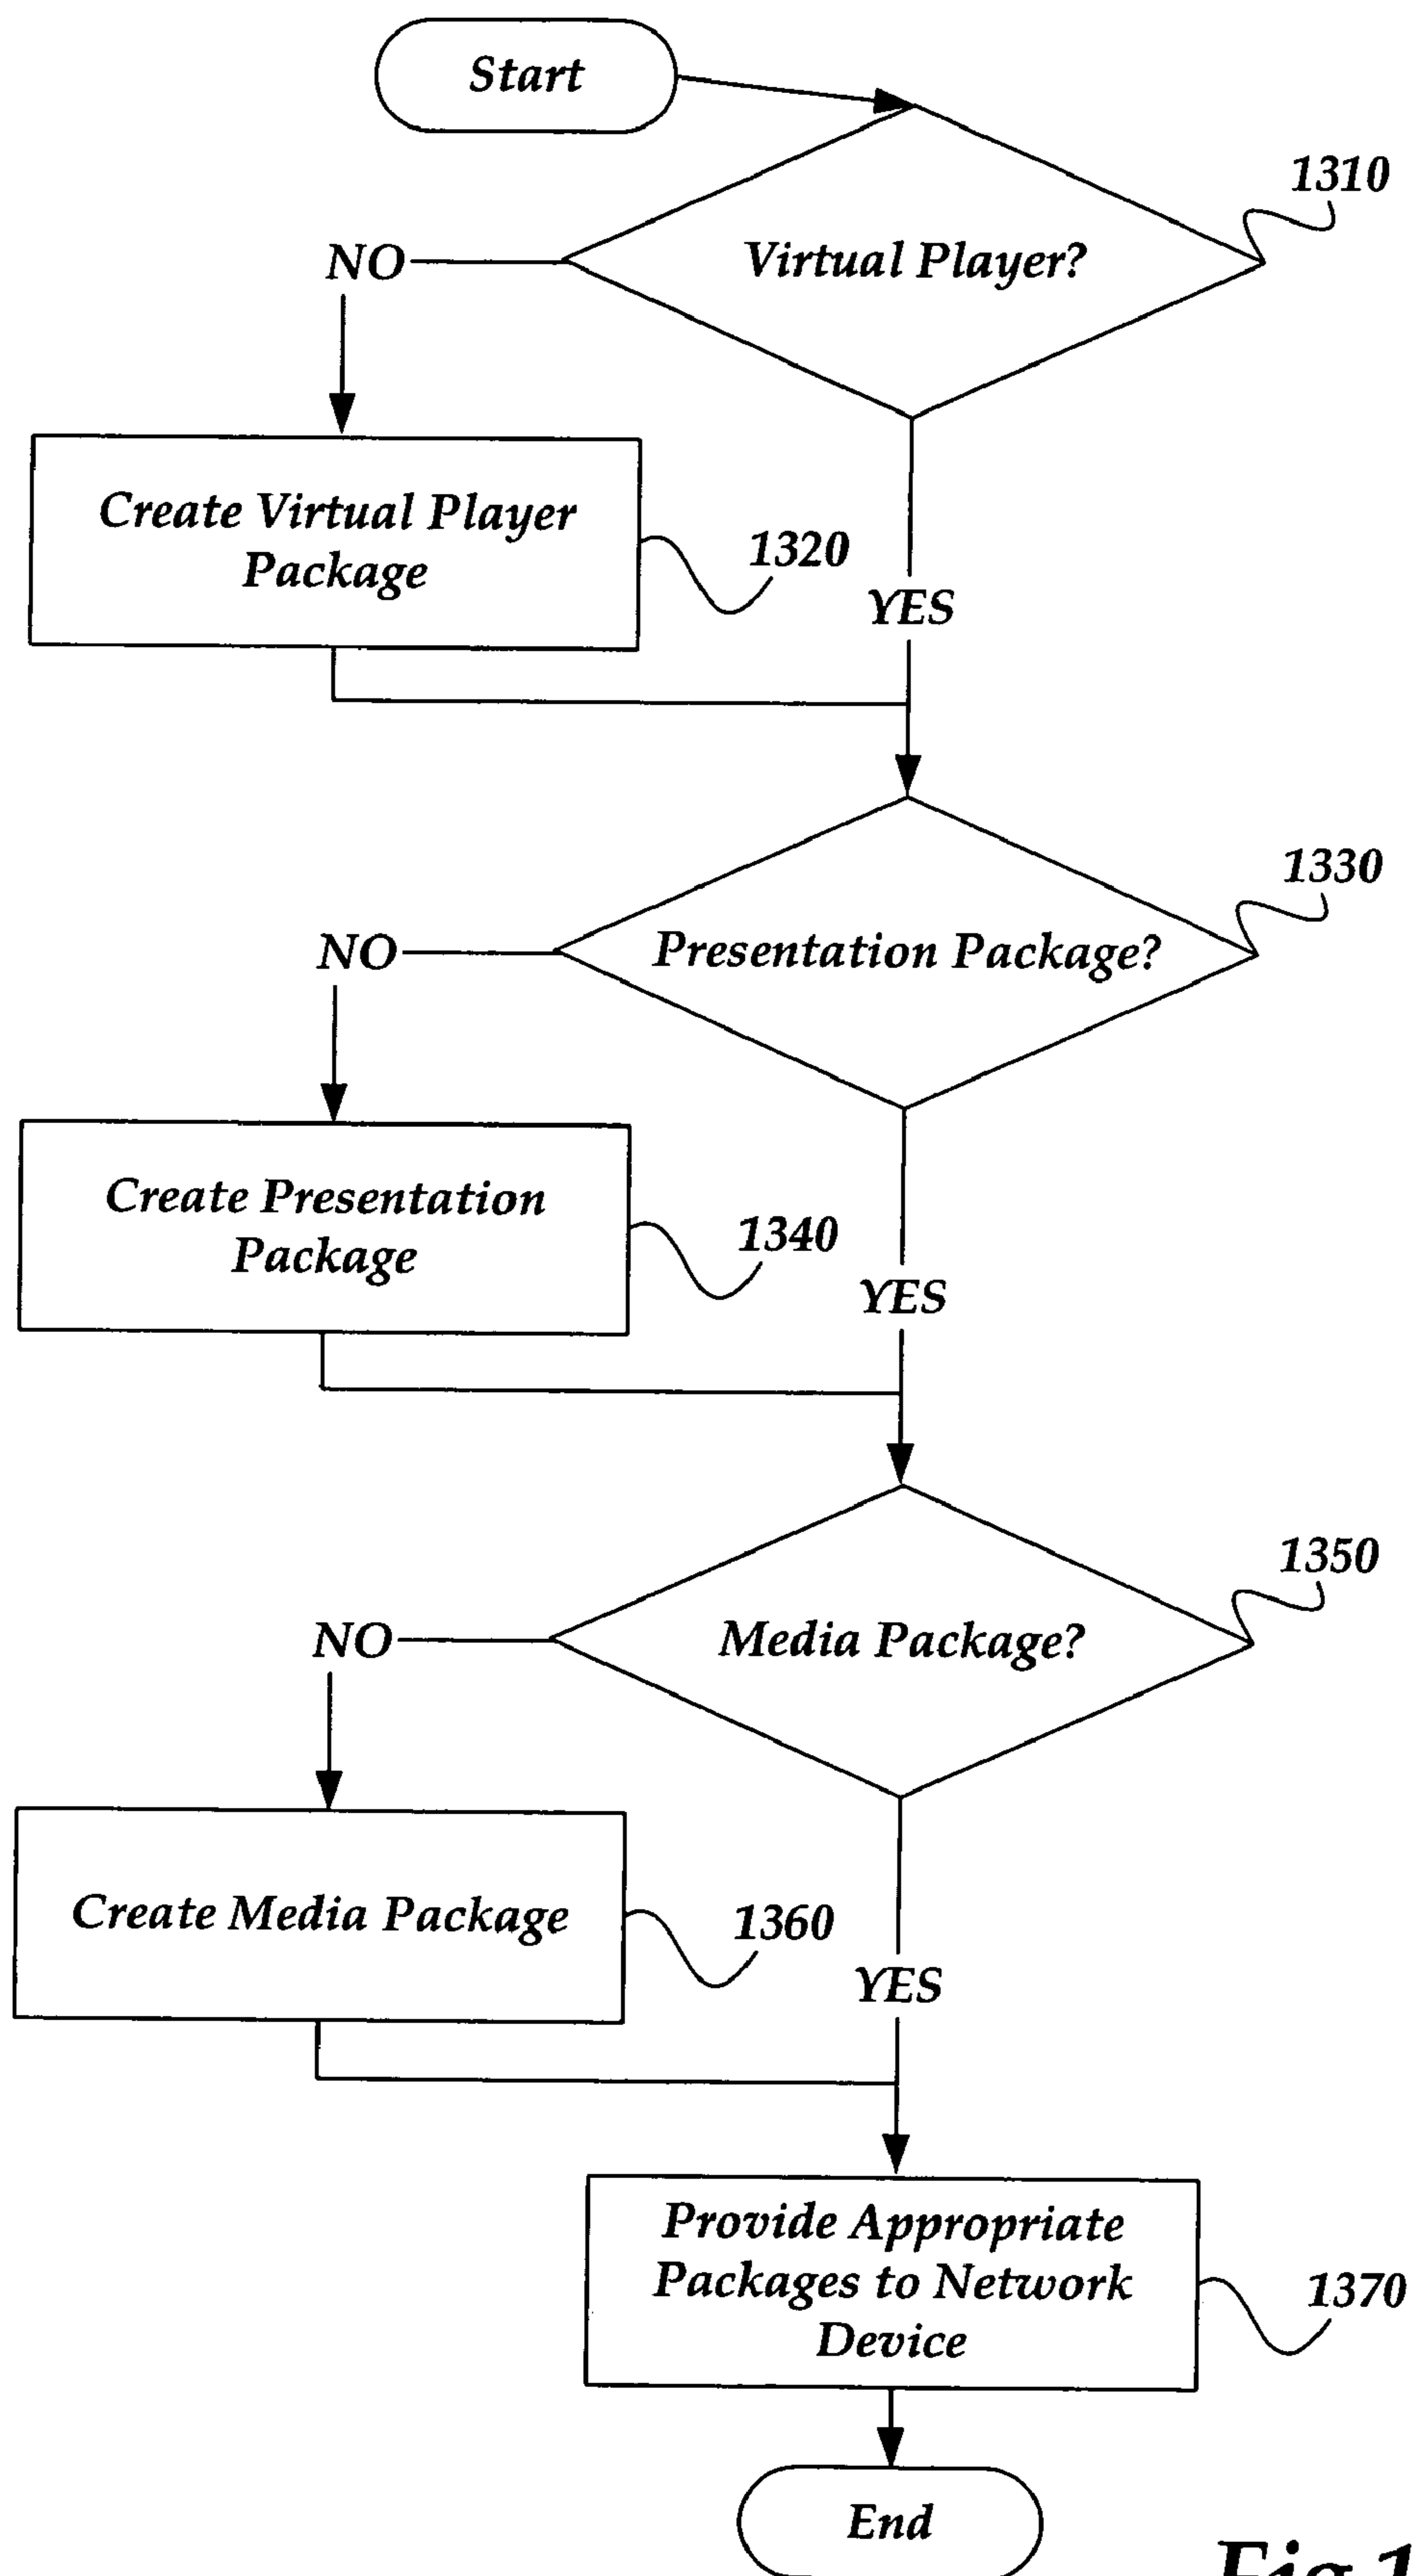 Start
1310
Virtual Player?
NO
Create Virtual Player
Package
1320
YES
1330
Presentation Package?
NO
Create Presentation
Package
1340
YES
1350
Media Package?
NO
Create Media Package
1360
YES
Provide Appropriate
Packages to Network
Device
1370
End